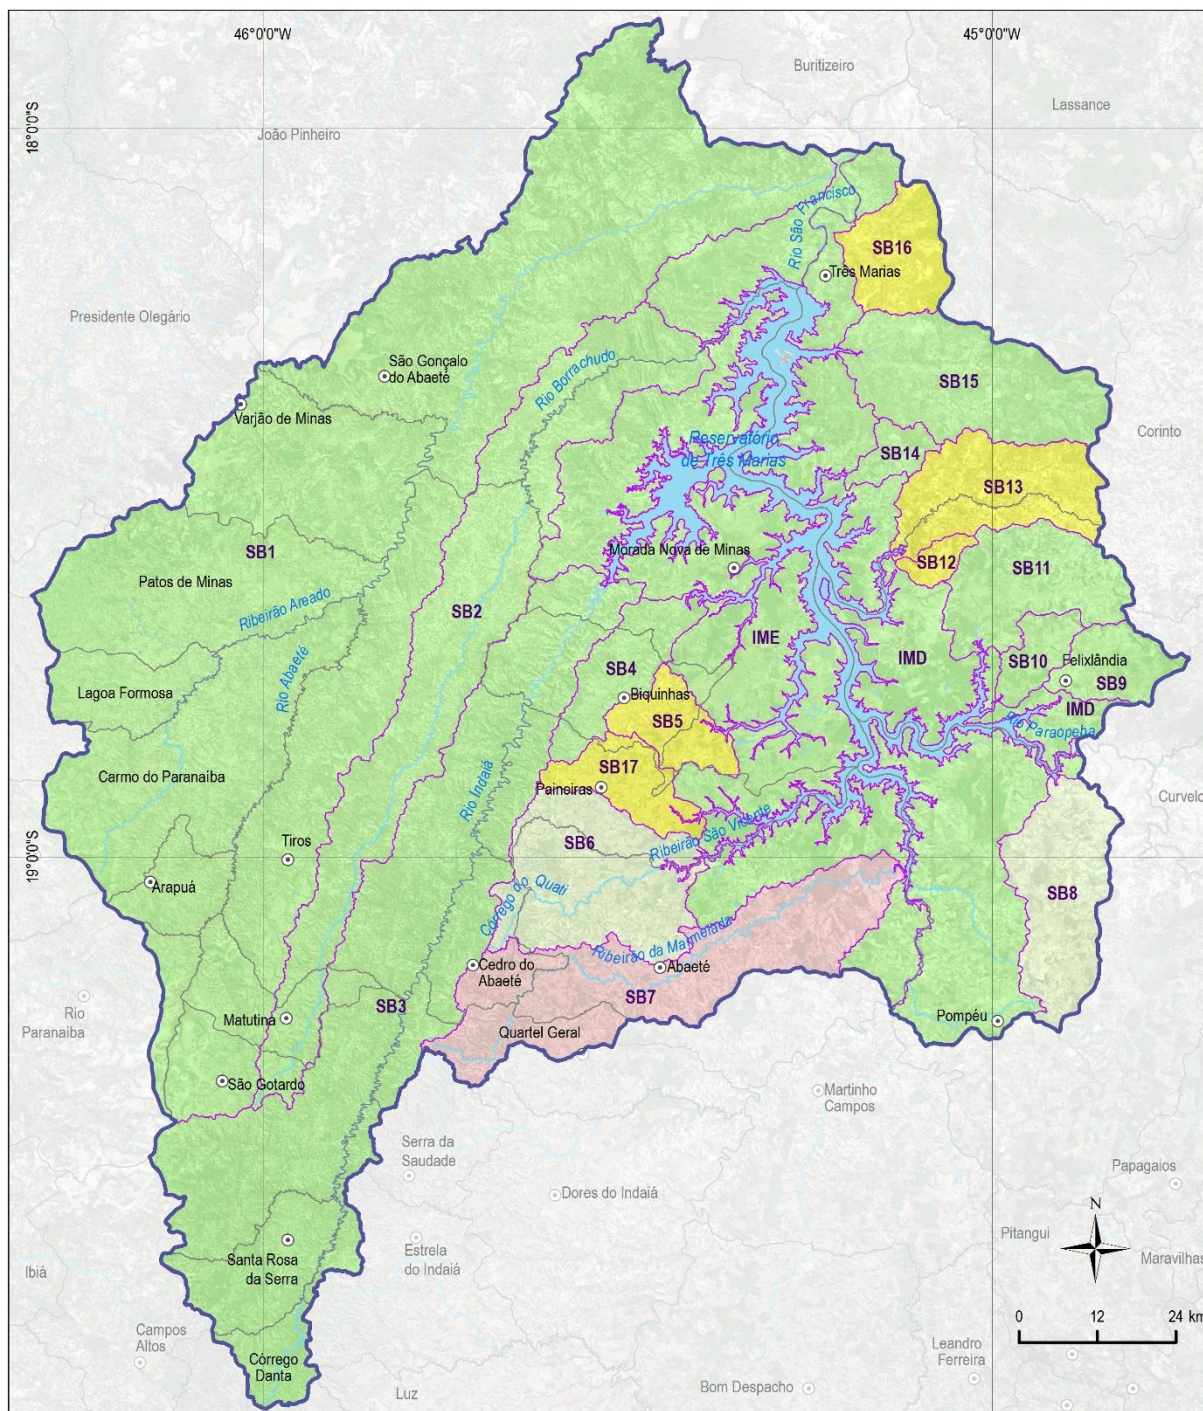 46°0'0"W
45°0'0"W
Buritizeiro
Lassance
18°0'0"S
João Pinheiro
Rio São Francisco
SB16
Três Marias
Presidente Olegário
São Gonçalo
do Abaeté
Rio Borrachudo
SB15
Varjão de Minas
Corinto
Reservatório
de Três Marias
SB14
SB13
SB1
Morada Nova de Minas
SB12
SB11
Patos de Minas
Ribeirão Areado
SB2
IME
IMD
SB10
Felixlândia
SB9
Rio Abaeté
Lagoa Formosa
SB4
Biquinhas
IMD
SB5
Rio Paraopeba
Carmo do Paranaíba
SB17
Rio Indaiá
Paineiras
Curvelo
Ribeirão São Vicente
Tiros
SB6
19°0'0"S
Arapuá
Córrego do Quati
SB8
Ribeirão da Marmelada
Cedro do
Abaeté
Abaeté
SB7
SB3
Rio
Paranaíba
Matutina
Pompéu
Quartel Geral
São Gotardo
Martinho
Campos
Serra da
Saudade
Papagaios
Dores do Indaiá
N
Pitangui
Estrela
do Indaiá
Santa Rosa
da Serra
Maravilhas
Ibiá
0 12 24 km
Campos
Altos
Córrego
Danta
Leandro
Ferreira
Luz
Bom Despacho